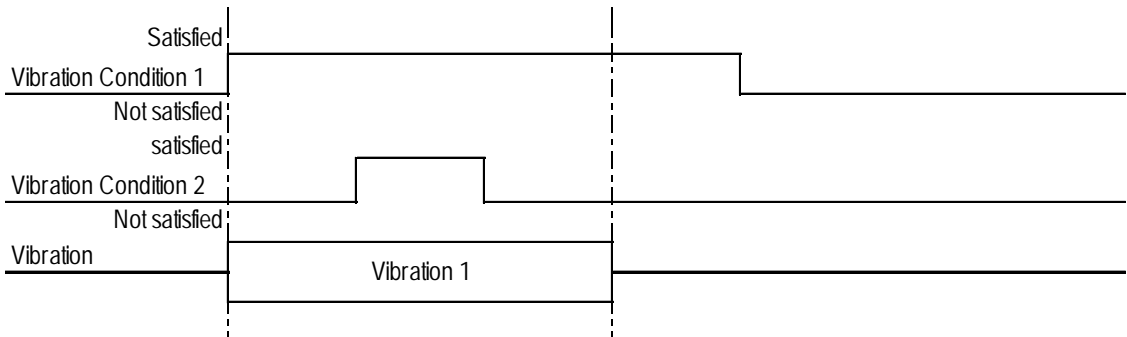 Satisfied
Vibration Condition 1
Not satisfied
satisfied
Vibration Condition 2
Not satisfied
Vibration
Vibration 1